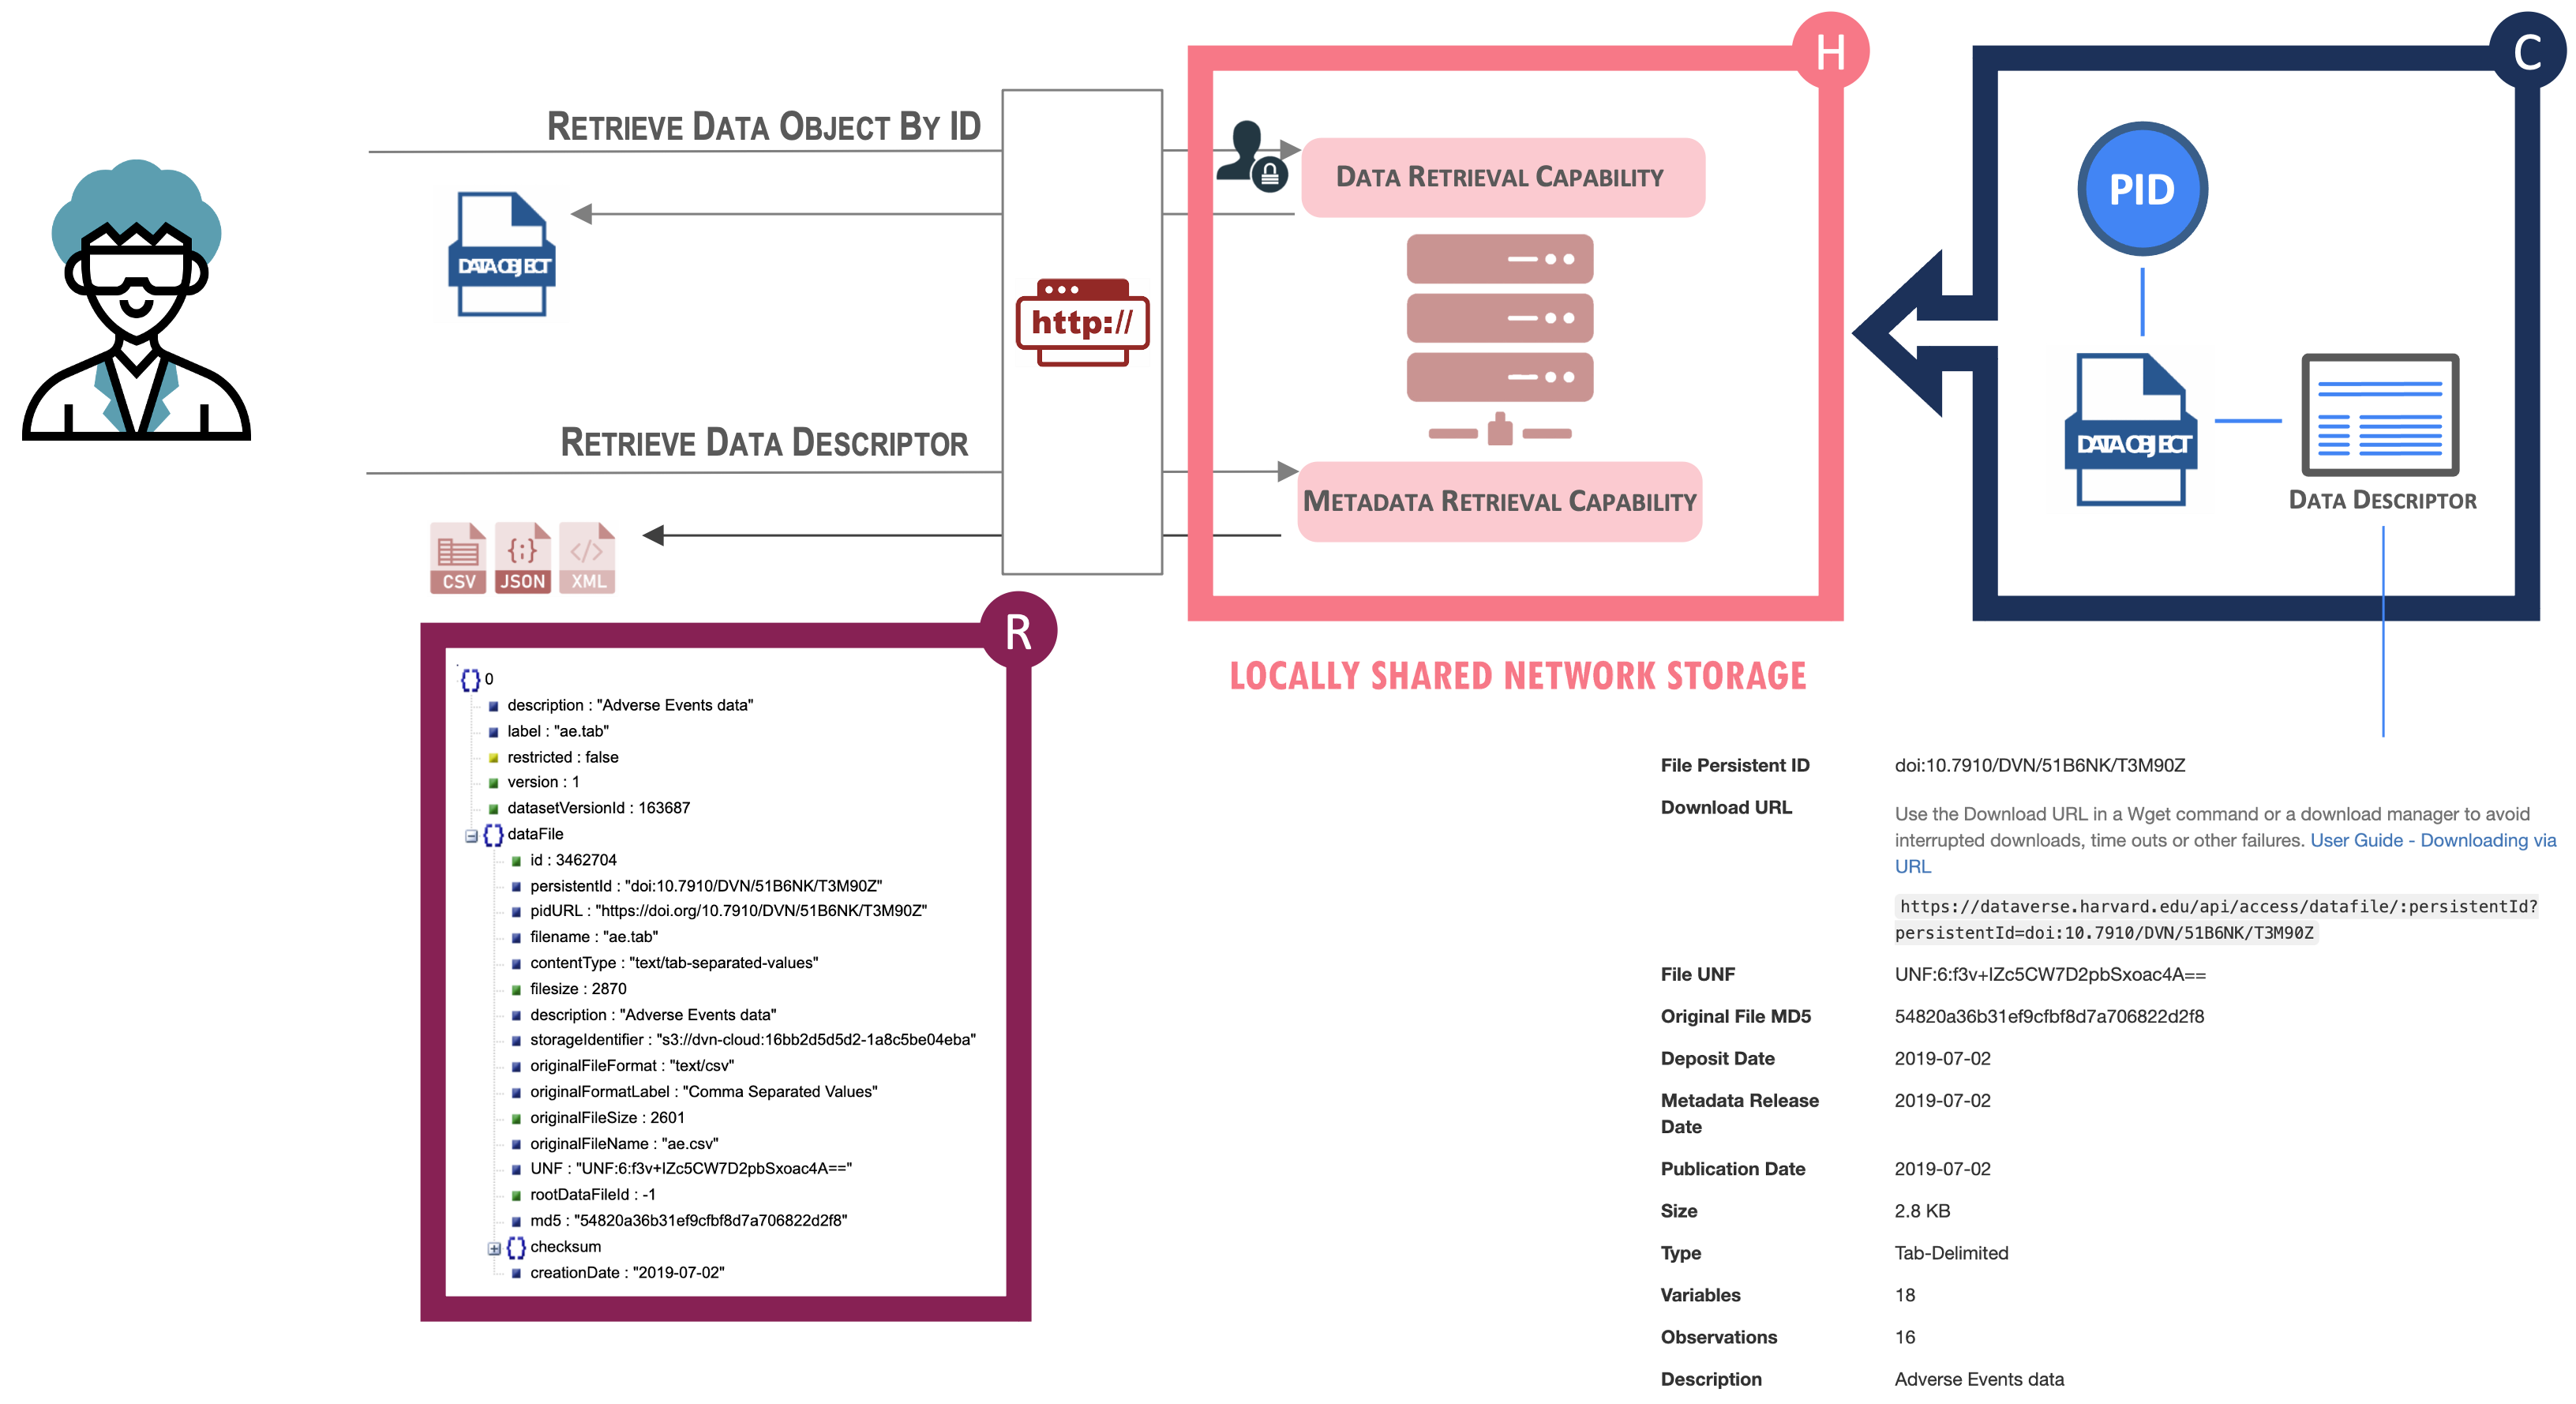 H
C
RETRIEVE DATA OBJECT BY ID
DATA RETRIEVAL CAPABILITY
PID
DATA OBJECT
http://
RETRIEVE DATA DESCRIPTOR
METADATA RETRIEVAL CAPABILITY
DATA OBJECT
DATA DESCRIPTOR
CSV
JSON
XML
R
LOCALLY SHARED NETWORK STORAGE
0
description : "Adverse Events data"
label : "ae.tab"
restricted : false
version : 1
datasetVersionId : 163687
dataFile
id : 3462704
persistentId : "doi:10.7910/DVN/51B6NK/T3M90Z"
pidURL : "https://doi.org/10.7910/DVN/51B6NK/T3M90Z"
filename : "ae.tab"
contentType : "text/tab-separated-values"
filesize : 2870
description : "Adverse Events data"
storageIdentifier : "s3://dvn-cloud:16bb2d5d5d2-1a8c5be04eba"
originalFileFormat : "text/csv"
originalFormatLabel : "Comma Separated Values"
originalFileSize : 2601
originalFileName : "ae.csv"
UNF : "UNF:6:f3v+IZc5CW7D2pbSxoac4A=="
rootDataFileId : -1
md5 : "54820a36b31ef9cfbf8d7a706822d2f8"
checksum
creationDate : "2019-07-02"
File Persistent ID doi:10.7910/DVN/51B6NK/T3M90Z
Download URL Use the Download URL in a Wget command or a download manager to avoid
interrupted downloads, time outs or other failures. User Guide - Downloading via
URL
https://dataverse.harvard.edu/api/access/datafile/:persistentId?
persistentId=doi:10.7910/DVN/51B6NK/T3M90Z
File UNF UNF:6:f3v+IZc5CW7D2pbSxoac4A==
Original File MD5 54820a36b31ef9cfbf8d7a706822d2f8
Deposit Date 2019-07-02
Metadata Release 2019-07-02
Date
Publication Date 2019-07-02
Size 2.8 KB
Type Tab-Delimited
Variables 18
Observations 16
Description Adverse Events data